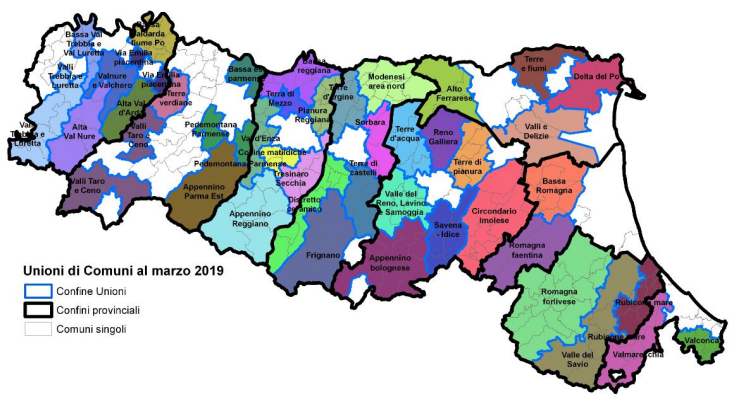 Bassa Val
Trebbia e
Val Luretta
Valdarda
fiume Po
Via Emilia
piacentina
Valli
Trebbia e
Luretta
Valnure
e Valchero
Via Emilia
piacentina
Terre
verdiane
Alta Val
d'Arda
Alta
Val Nure
Valli
Taro e
Ceno
Valli Taro
e Ceno
Bassa est
parmense
Pedemontana
Parmense
Pedemontana
Parmense
Appennino
Parma Est
Bassa
reggiana
Terra di
Mezzo
Pianura
Reggiana
Val d'Enza
Colline matildiche
Tresinaro
Secchia
Appennino
Reggiano
Terre
d'argine
Modenesi
area nord
Sorbara
Terre di
castelli
Distretto
ceramico
Frignano
Alto
Ferrarese
Terre
e fiumi
Delta del Po
Valli e
Delizie
Terre
d'acqua
Reno
Galliera
Terre di
pianura
Valle del
Reno, Lavino
e Samoggia
Savena
- Idice
Appennino
bolognese
Circondario
Imolese
Bassa
Romagna
Romagna
faentina
Romagna
forlivese
Rubicone mare
Rubicone mare
Valle del
Savio
Valmarecchia
Valconca
Unioni di Comuni al marzo 2019
Confine Unioni
Confini provinciali
Comuni singoli